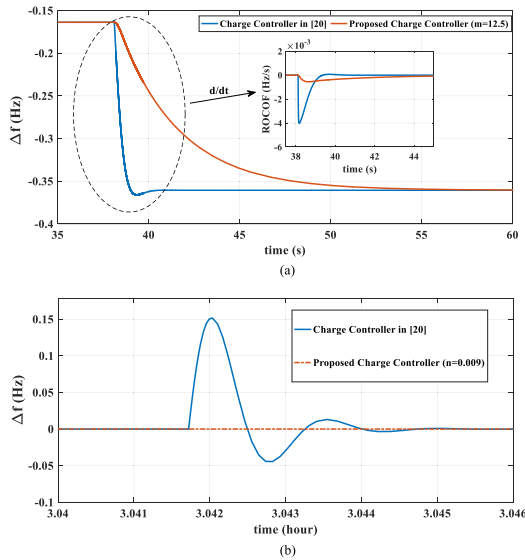 -0.15
Charge Controller in [20]
Proposed Charge Controller (m=12.5)
-0.2
-0.25
-0.3
-0.35
-0.4
Δf (Hz)
d/dt
2 ×10⁻³
0
-2
-4
-6
ROCOF (Hz/s)
38
40
42
44
time (s)
35
40
45
50
55
60
time (s)
(a)
0.15
0.1
0.05
0
-0.05
-0.1
Δf (Hz)
Charge Controller in [20]
Proposed Charge Controller (n=0.009)
3.04
3.041
3.042
3.043
3.044
3.045
3.046
time (hour)
(b)